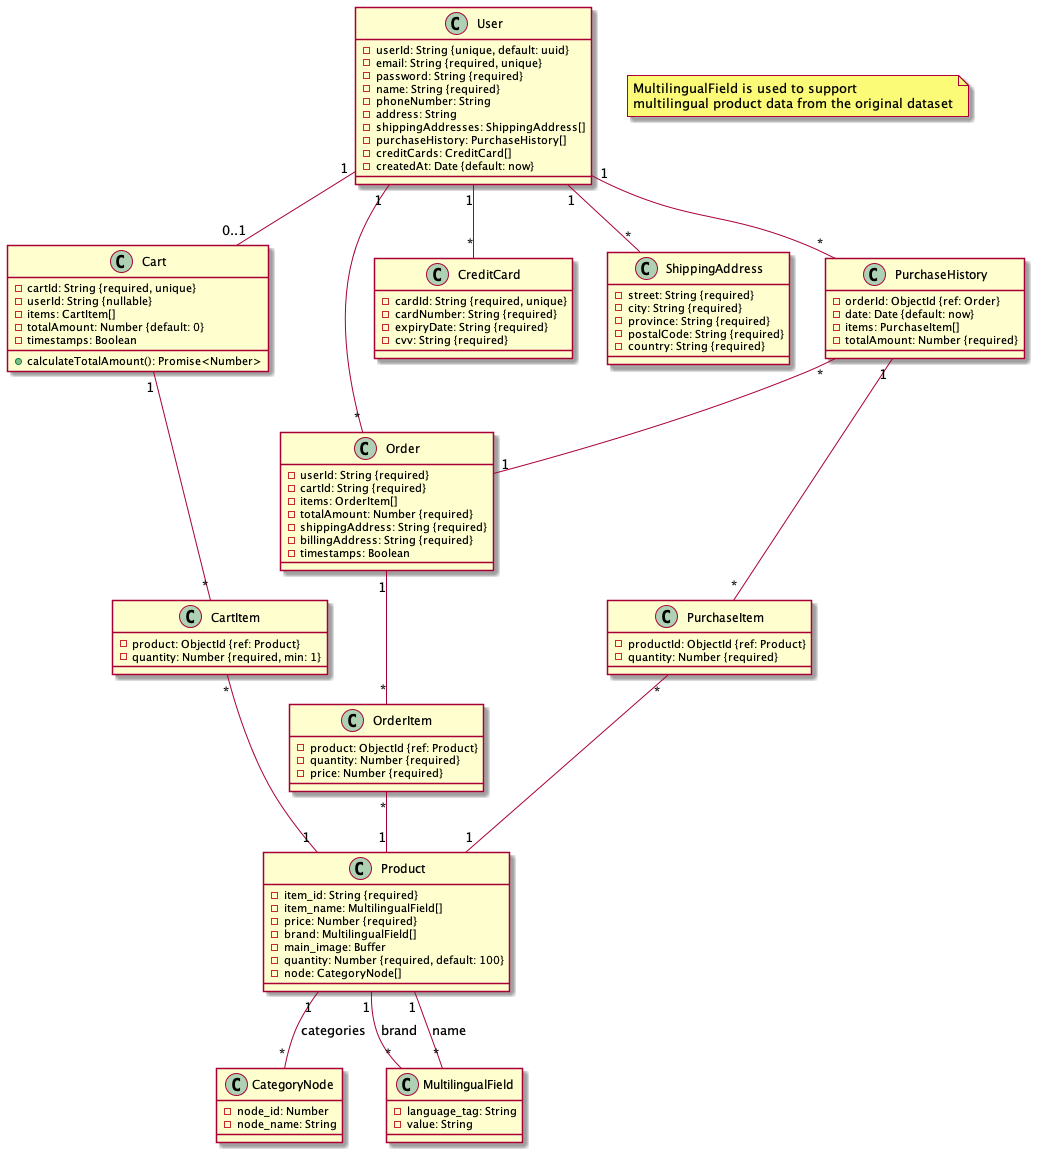 C User
userId: String {unique, default: uuid}
email: String {required, unique}
password: String {required}
name: String {required}
phoneNumber: String
address: String
shippingAddresses: ShippingAddress[]
purchaseHistory: PurchaseHistory[]
creditCards: CreditCard[]
createdAt: Date {default: now}
MultilingualField is used to support
multilingual product data from the original dataset
1
1
1
1
1
0..1
*
*
*
C Cart
cartId: String {required, unique}
userId: String {nullable}
items: CartItem[]
totalAmount: Number {default: 0}
timestamps: Boolean
calculateTotalAmount(): Promise<Number>
C CreditCard
cardId: String {required, unique}
cardNumber: String {required}
expiryDate: String {required}
cvv: String {required}
C ShippingAddress
street: String {required}
city: String {required}
province: String {required}
postalCode: String {required}
country: String {required}
C PurchaseHistory
orderId: ObjectId {ref: Order}
date: Date {default: now}
items: PurchaseItem[]
totalAmount: Number {required}
1
*
*
1
1
C Order
userId: String {required}
cartId: String {required}
items: OrderItem[]
totalAmount: Number {required}
shippingAddress: String {required}
billingAddress: String {required}
timestamps: Boolean
*
1
*
C CartItem
product: ObjectId {ref: Product}
quantity: Number {required, min: 1}
C PurchaseItem
productId: ObjectId {ref: Product}
quantity: Number {required}
*
*
*
C OrderItem
product: ObjectId {ref: Product}
quantity: Number {required}
price: Number {required}
*
1
1
1
C Product
item_id: String {required}
item_name: MultilingualField[]
price: Number {required}
brand: MultilingualField[]
main_image: Buffer
quantity: Number {required, default: 100}
node: CategoryNode[]
1
1
1
categories
brand
name
*
*
*
C CategoryNode
node_id: Number
node_name: String
C MultilingualField
language_tag: String
value: String